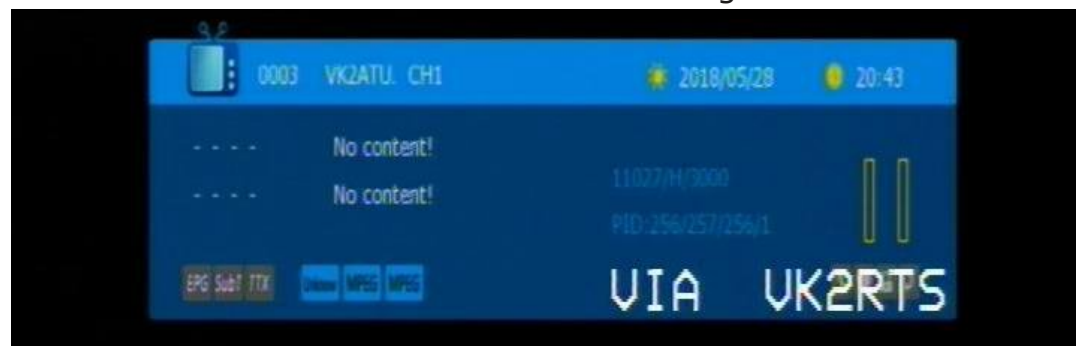 0003 VK2ATU. CH1 2018/05/28 20:43
- - - - No content!
11027/H/3000
- - - - No content!
PID:256/257/256/1
EPG SubT TTX MPEG MPEG
VIA VK2RTS